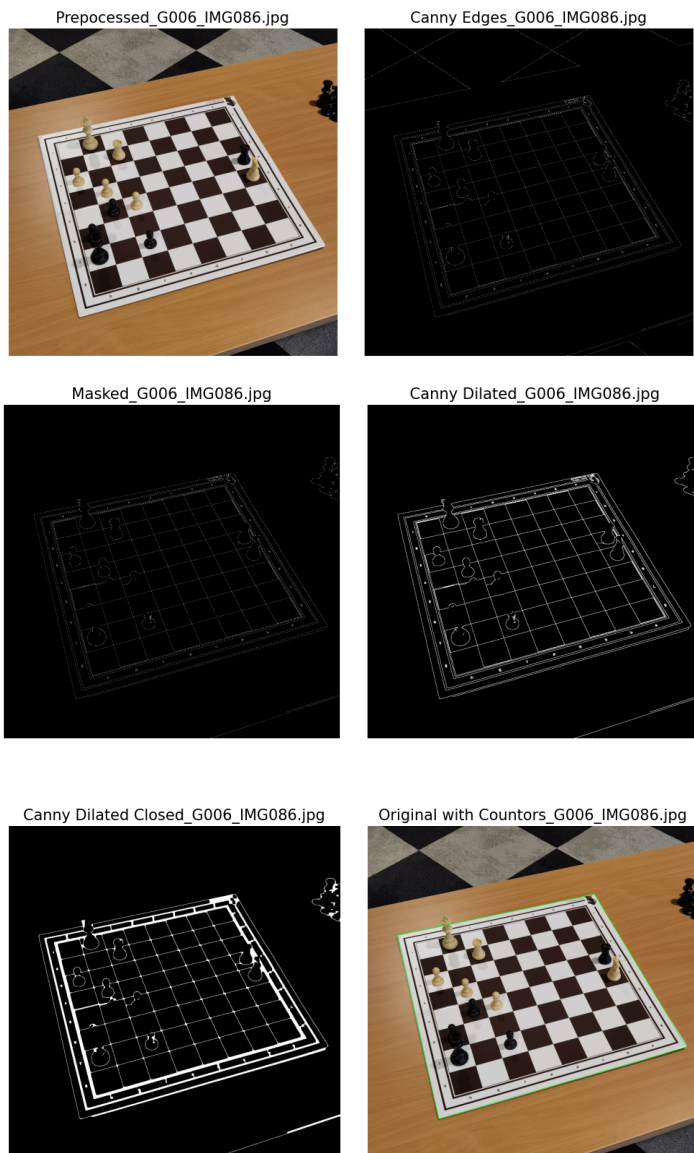 Prepocessed_G006_IMG086.jpg
Canny Edges_G006_IMG086.jpg
Masked_G006_IMG086.jpg
Canny Dilated_G006_IMG086.jpg
Canny Dilated Closed_G006_IMG086.jpg
Original with Countors_G006_IMG086.jpg